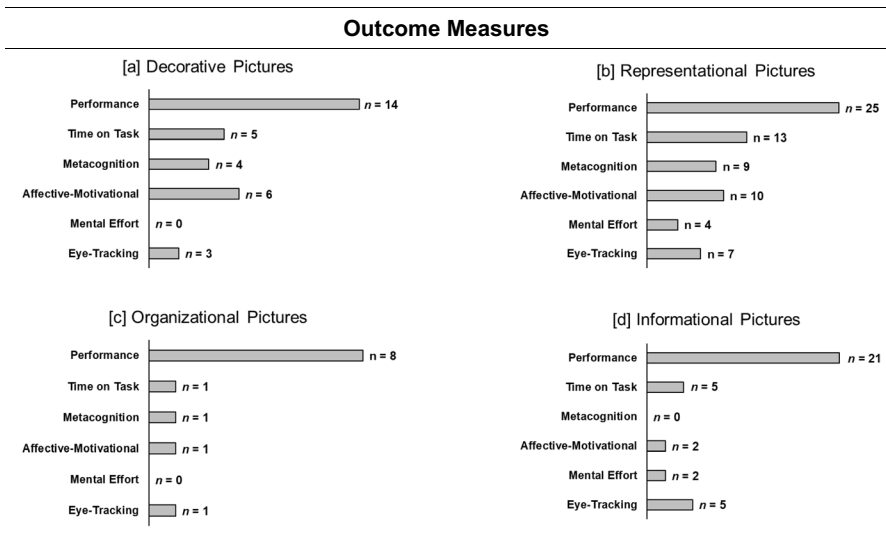 Outcome Measures
[a] Decorative Pictures
Performance n = 14
Time on Task n = 5
Metacognition n = 4
Affective-Motivational n = 6
Mental Effort n = 0
Eye-Tracking n = 3
[b] Representational Pictures
Performance n = 25
Time on Task n = 13
Metacognition n = 9
Affective-Motivational n = 10
Mental Effort n = 4
Eye-Tracking n = 7
[c] Organizational Pictures
Performance n = 8
Time on Task n = 1
Metacognition n = 1
Affective-Motivational n = 1
Mental Effort n = 0
Eye-Tracking n = 1
[d] Informational Pictures
Performance n = 21
Time on Task n = 5
Metacognition n = 0
Affective-Motivational n = 2
Mental Effort n = 2
Eye-Tracking n = 5